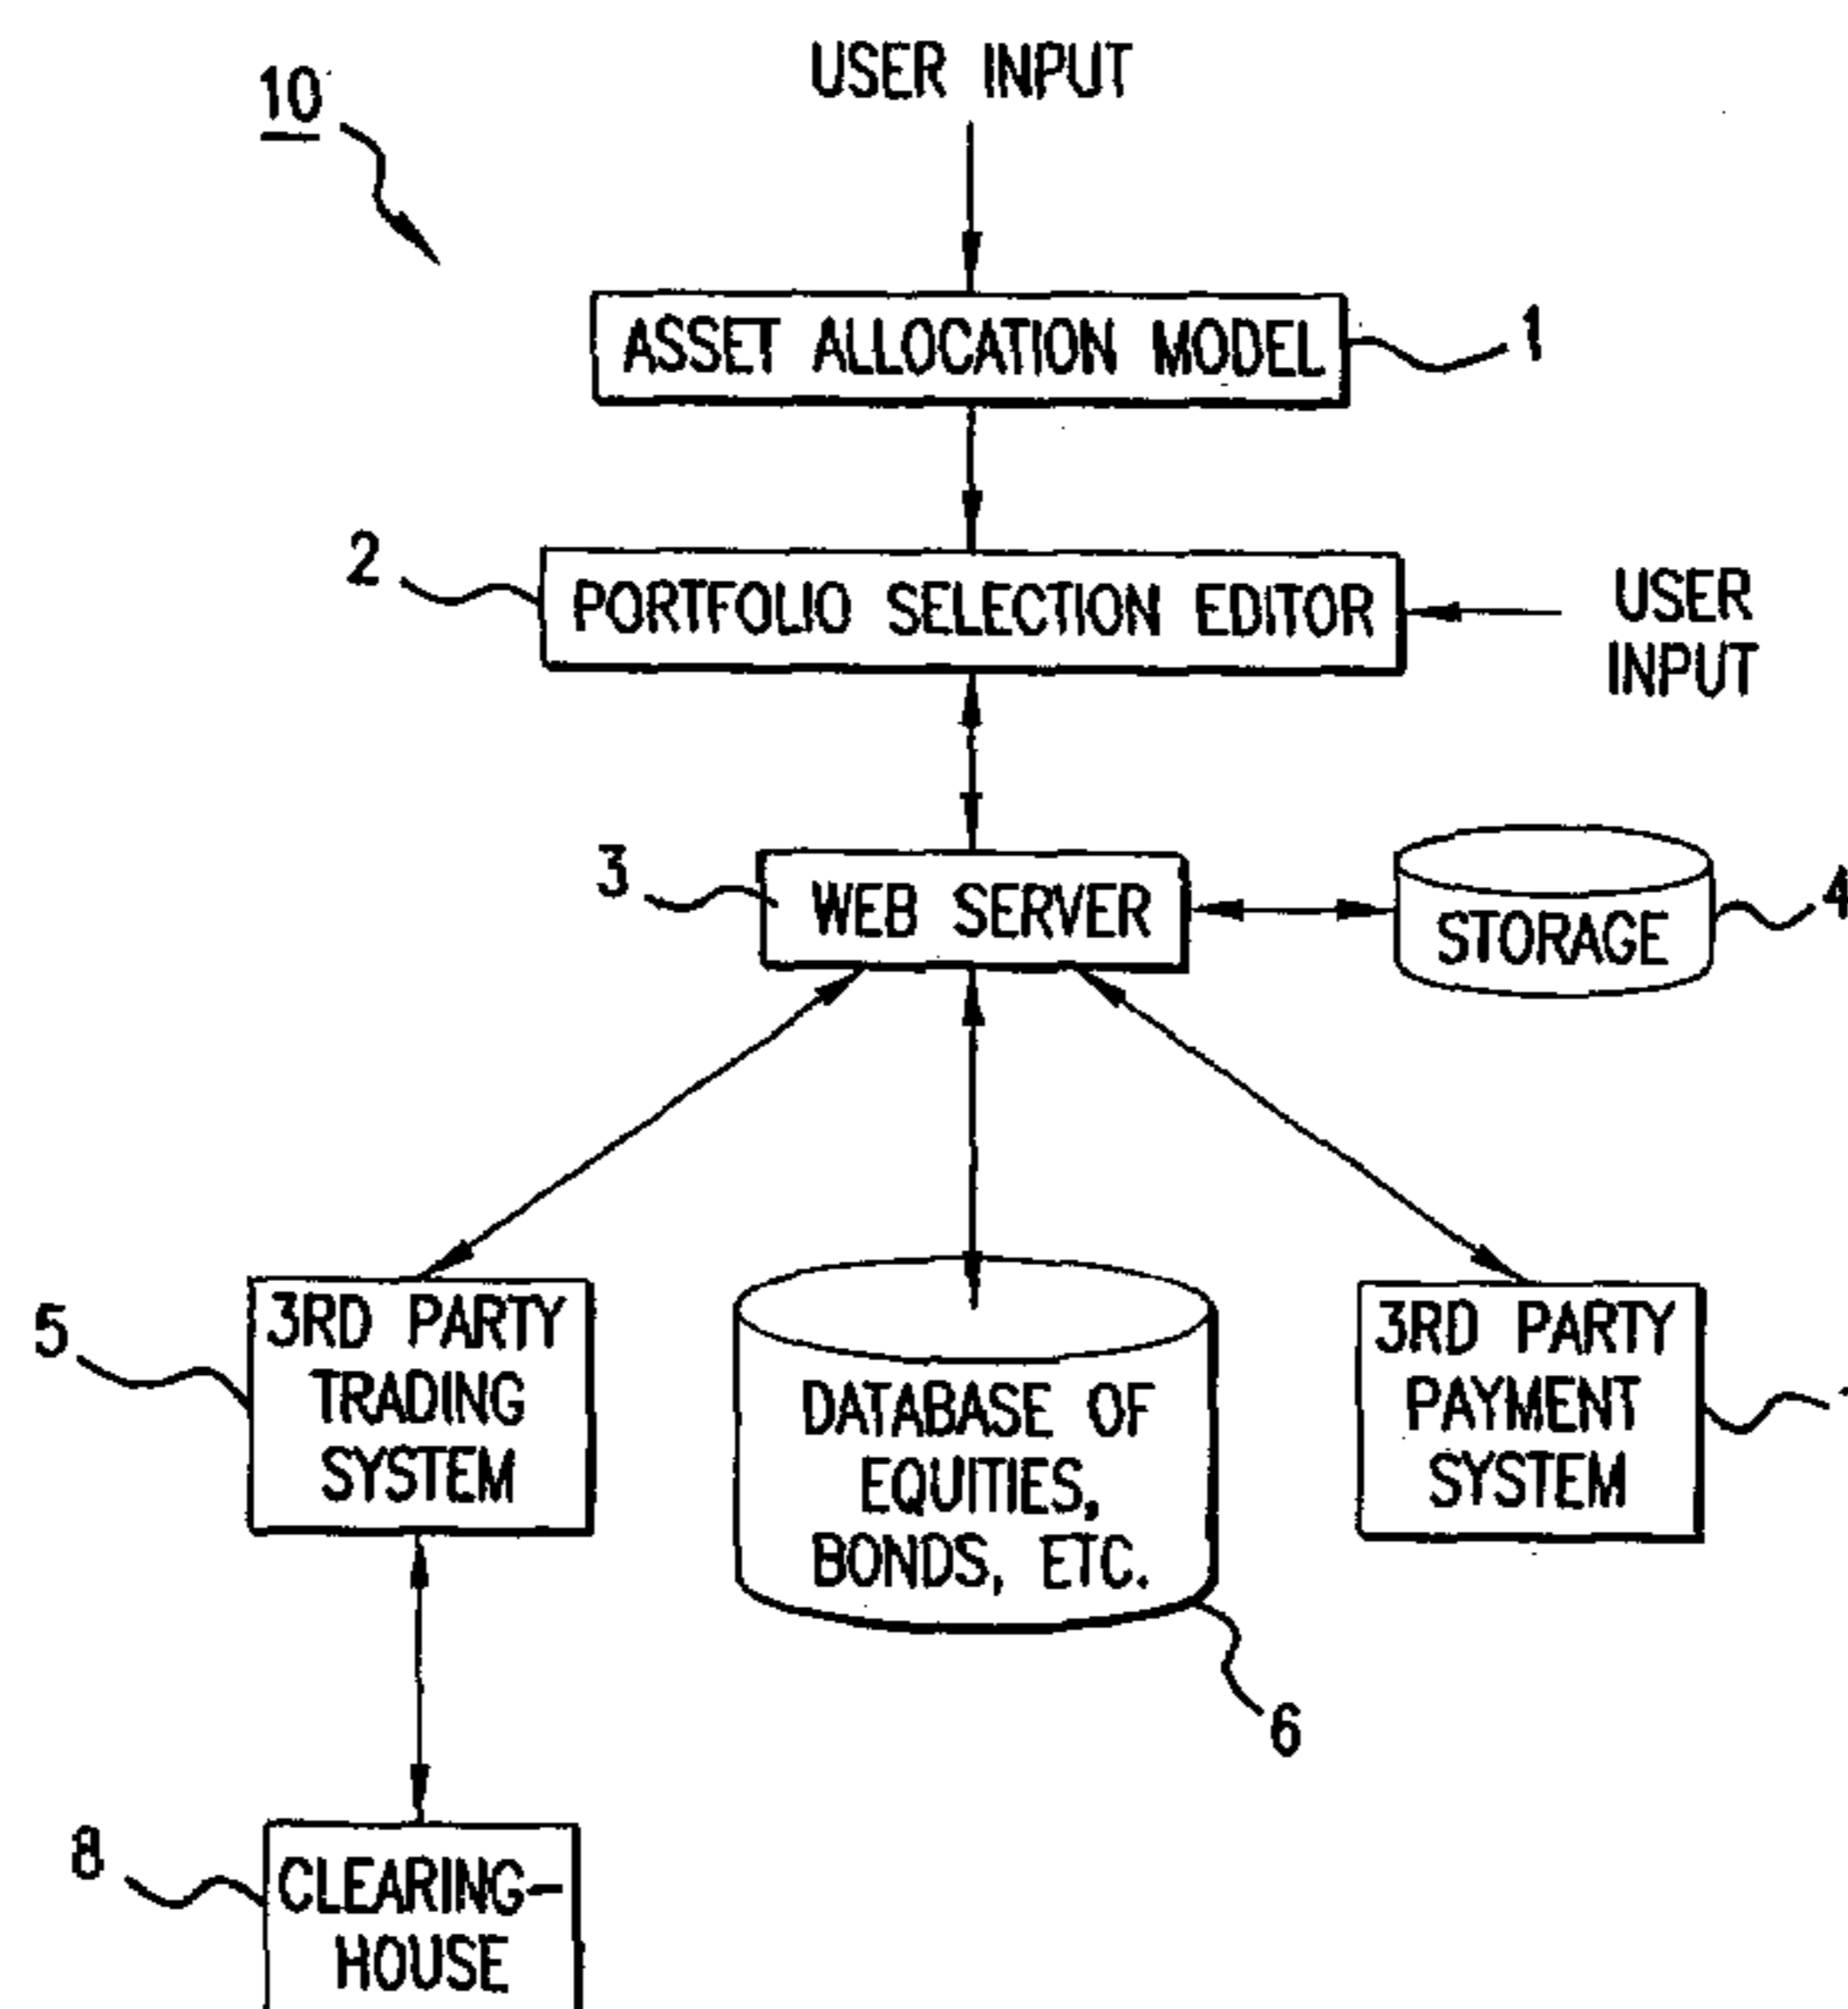 USER INPUT
10
ASSET ALLOCATION MODEL
1
2
PORTFOLIO SELECTION EDITOR
USER
INPUT
3
WEB SERVER
STORAGE
4
5
3RD PARTY
TRADING
SYSTEM
DATABASE OF
EQUITIES,
BONDS, ETC.
3RD PARTY
PAYMENT
SYSTEM
6
8
CLEARING-
HOUSE